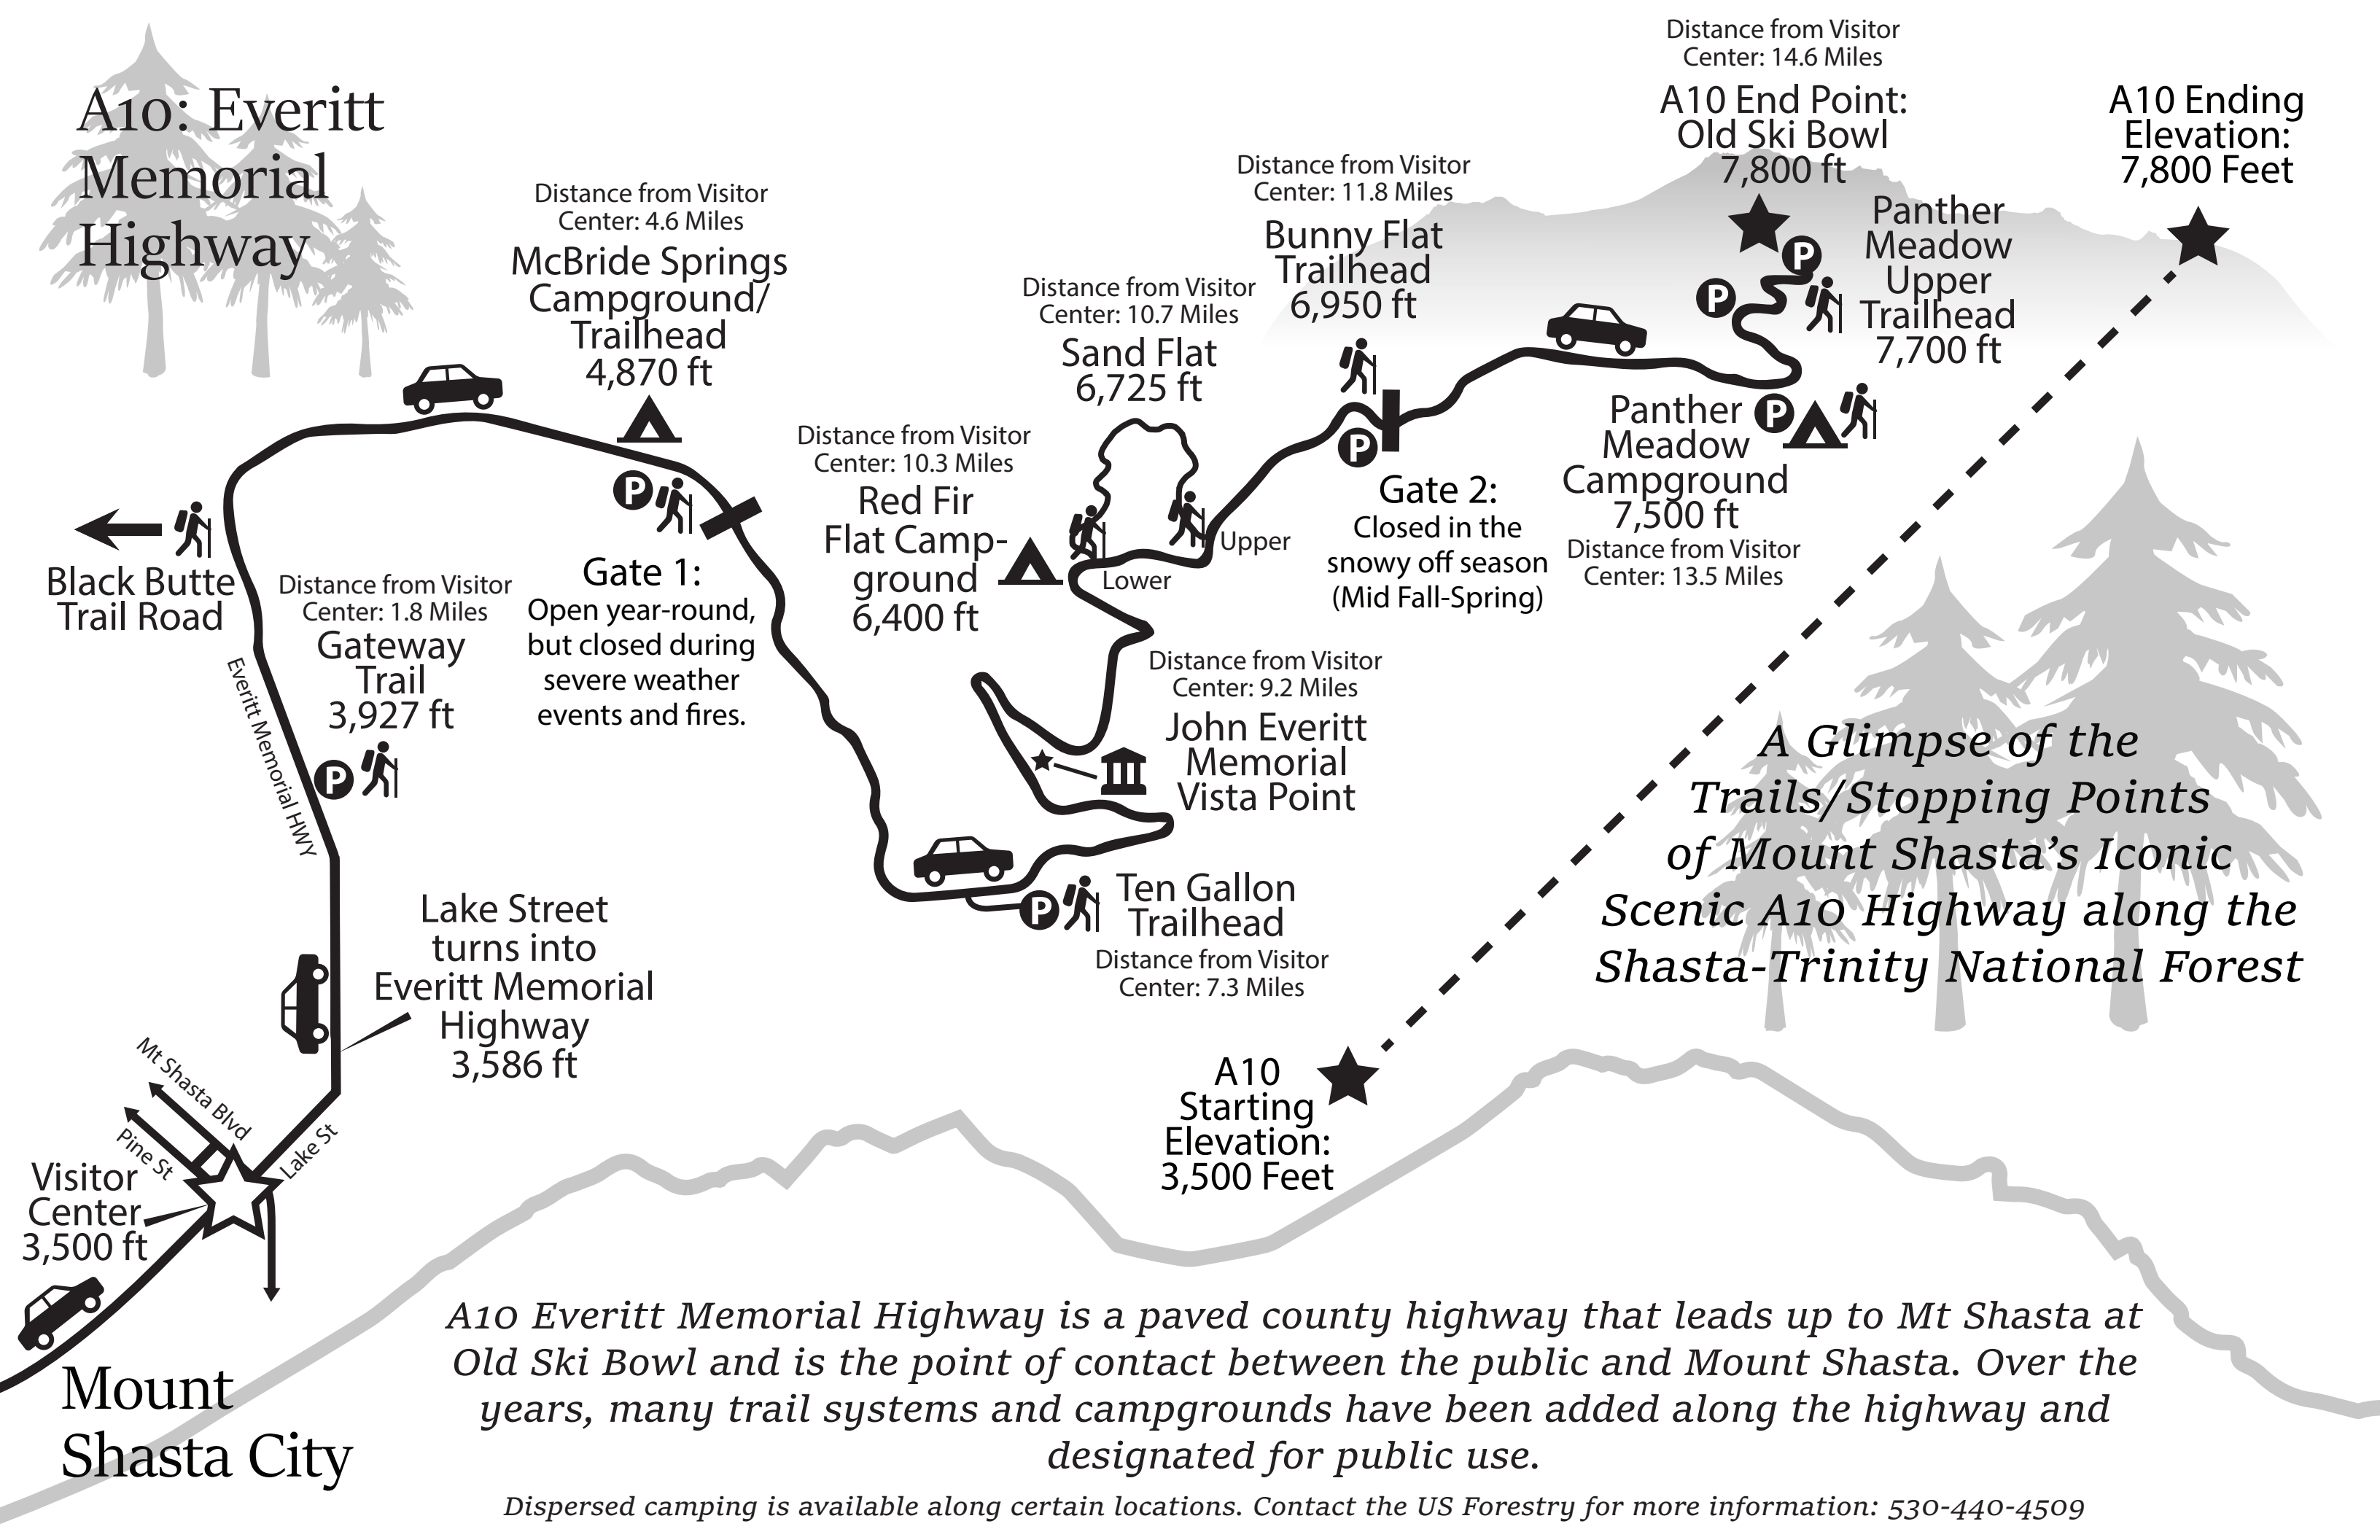 A10: Everitt
Memorial
Highway
Distance from Visitor
Center: 4.6 Miles
McBride Springs
Campground/
Trailhead
4,870 ft
Distance from Visitor
Center: 10.3 Miles
Red Fir
Flat Camp-
ground
6,400 ft
Distance from Visitor
Center: 10.7 Miles
Sand Flat
6,725 ft
Distance from Visitor
Center: 11.8 Miles
Bunny Flat
Trailhead
6,950 ft
Distance from Visitor
Center: 14.6 Miles
A10 End Point:
Old Ski Bowl
7,800 ft
A10 Ending
Elevation:
7,800 Feet
P
P
Panther
Meadow
Upper
Trailhead
7,700 ft
P
Panther
Meadow
Campground
7,500 ft
Distance from Visitor
Center: 13.5 Miles
P
Gate 2:
Closed in the
snowy off season
(Mid Fall-Spring)
Upper
Lower
P
Gate 1:
Open year-round,
but closed during
severe weather
events and fires.
Black Butte
Trail Road
Distance from Visitor
Center: 1.8 Miles
Gateway
Trail
3,927 ft
P
Everitt Memorial HWY
Distance from Visitor
Center: 9.2 Miles
John Everitt
Memorial
Vista Point
P
Ten Gallon
Trailhead
Distance from Visitor
Center: 7.3 Miles
A Glimpse of the
Trails/Stopping Points
of Mount Shasta's Iconic
Scenic A10 Highway along the
Shasta-Trinity National Forest
Lake Street
turns into
Everitt Memorial
Highway
3,586 ft
A10
Starting
Elevation:
3,500 Feet
Mt Shasta Blvd
Pine St
Lake St
Visitor
Center
3,500 ft
Mount
Shasta City
A10 Everitt Memorial Highway is a paved county highway that leads up to Mt Shasta at
Old Ski Bowl and is the point of contact between the public and Mount Shasta. Over the
years, many trail systems and campgrounds have been added along the highway and
designated for public use.
Dispersed camping is available along certain locations. Contact the US Forestry for more information: 530-440-4509